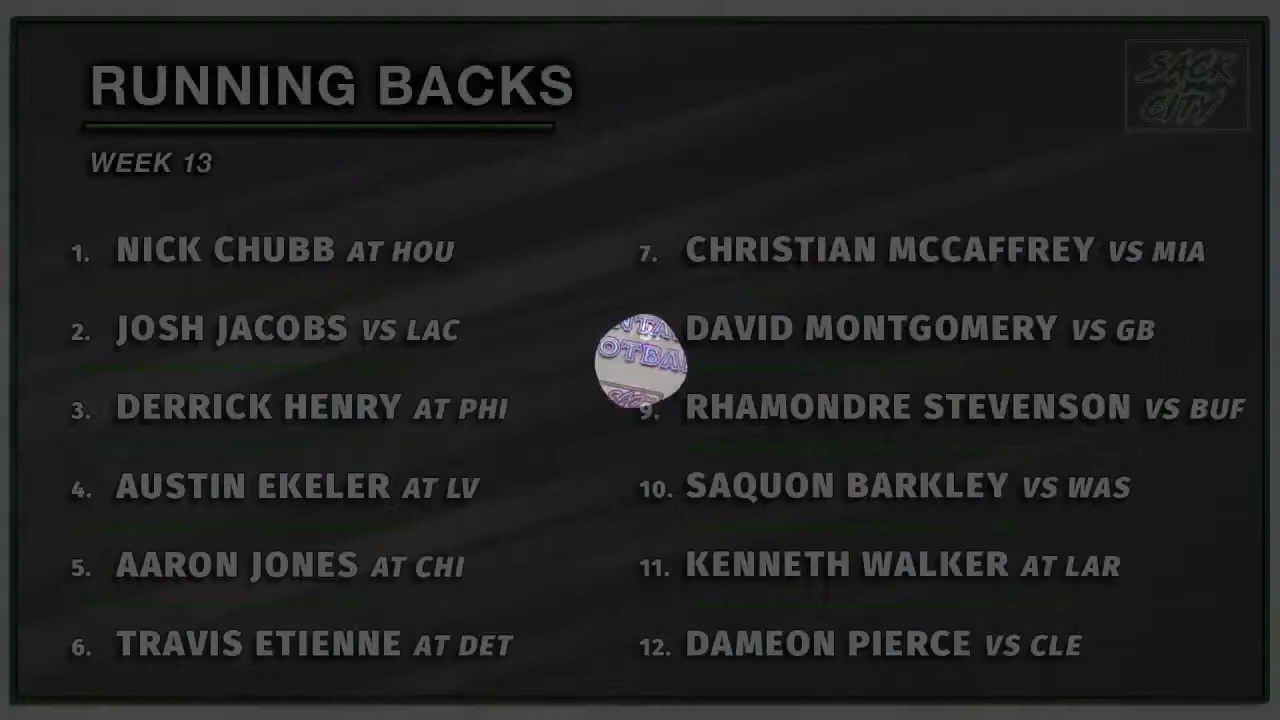 RUNNING BACKS
SACK
CITY
WEEK 13
1. NICK CHUBB AT HOU
2. JOSH JACOBS VS LAC
3. DERRICK HENRY AT PHI
4. AUSTIN EKELER AT LV
5. AARON JONES AT CHI
6. TRAVIS ETIENNE AT DET
7. CHRISTIAN MCCAFFREY VS MIA
DAVID MONTGOMERY VS GB
9. RHAMONDRE STEVENSON VS BUF
10. SAQUON BARKLEY VS WAS
11. KENNETH WALKER AT LAR
12. DAMEON PIERCE VS CLE